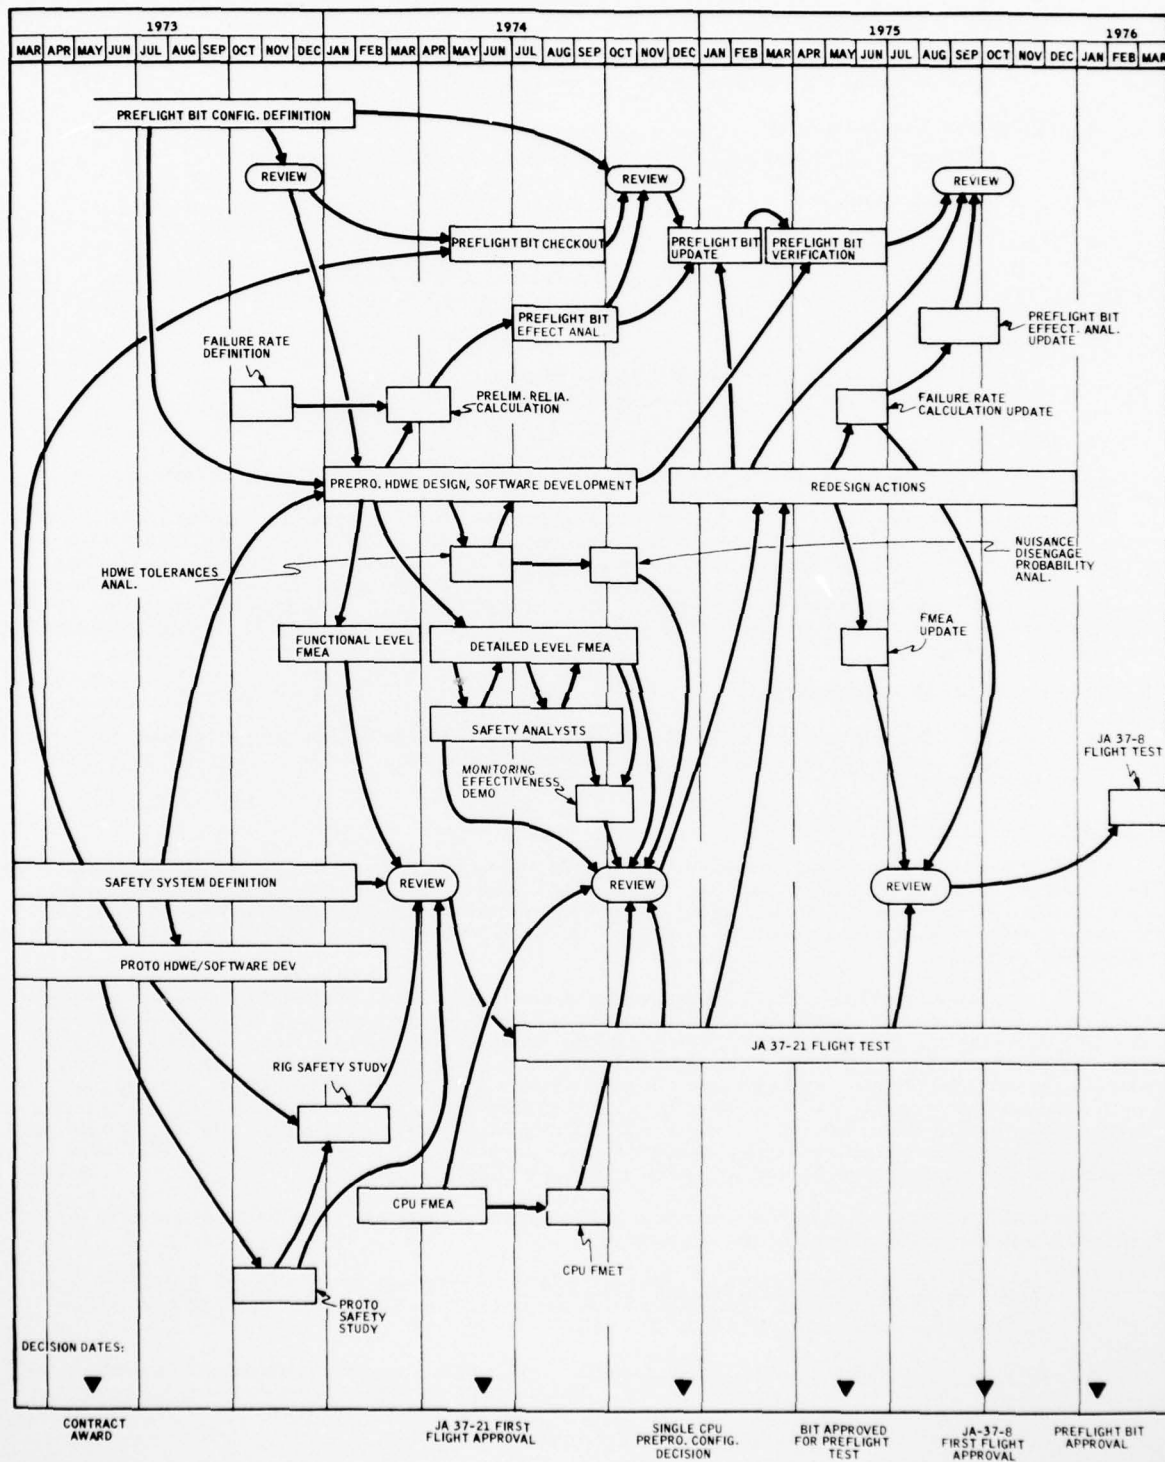 1973 1974 1975 1976
MAR APR MAY JUN JUL AUG SEP OCT NOV DEC JAN FEB MAR APR MAY JUN JUL AUG SEP OCT NOV DEC JAN FEB MAR APR MAY JUN JUL AUG SEP OCT NOV DEC JAN FEB MAR
PREFLIGHT BIT CONFIG. DEFINITION
REVIEW
REVIEW
REVIEW
PREFLIGHT BIT CHECKOUT
PREFLIGHT BIT
UPDATE
PREFLIGHT BIT
VERIFICATION
PREFLIGHT BIT
EFFECT ANAL
PREFLIGHT BIT
EFFECT. ANAL.
UPDATE
FAILURE RATE
DEFINITION
PRELIM. RELIA.
CALCULATION
FAILURE RATE
CALCULATION UPDATE
PREPRO. HDWE DESIGN, SOFTWARE DEVELOPMENT
REDESIGN ACTIONS
HDWE TOLERANCES
ANAL.
NUISANCE
DISENGAGE
PROBABILITY
ANAL.
FUNCTIONAL LEVEL
FMEA
DETAILED LEVEL FMEA
FMEA
UPDATE
SAFETY ANALYSTS
MONITORING
EFFECTIVENESS
DEMO
JA 37-8
FLIGHT TEST
SAFETY SYSTEM DEFINITION
REVIEW
REVIEW
REVIEW
PROTO HDWE/SOFTWARE DEV
JA 37-21 FLIGHT TEST
RIG SAFETY STUDY
CPU FMEA
CPU FMET
PROTO
SAFETY
STUDY
DECISION DATES:
CONTRACT
AWARD
JA 37-21 FIRST
FLIGHT APPROVAL
SINGLE CPU
PREPRO. CONFIG.
DECISION
BIT APPROVED
FOR PREFLIGHT
TEST
JA-37-8
FIRST FLIGHT
APPROVAL
PREFLIGHT BIT
APPROVAL